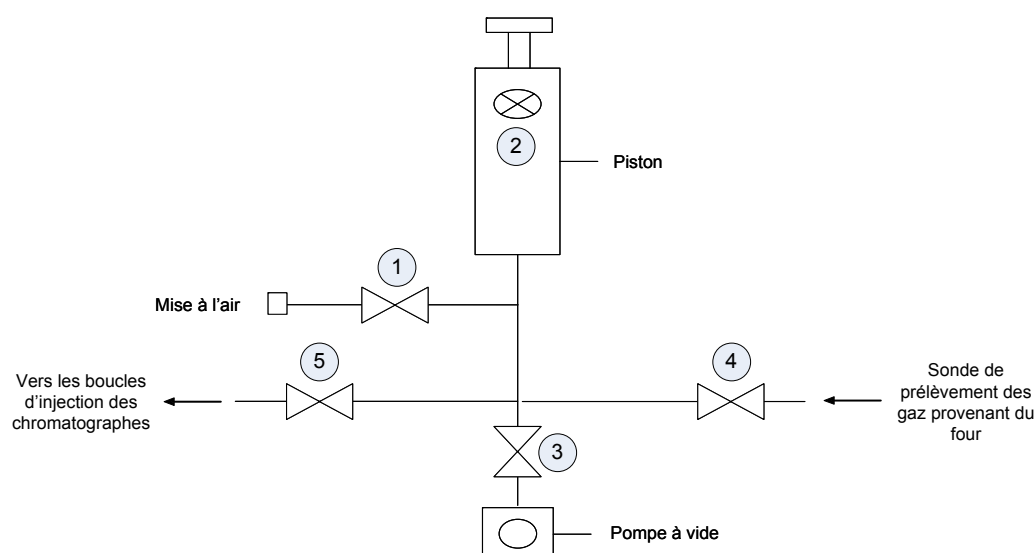 2
Piston
1
Mise à l’air
5
4
Vers les boucles
d’injection des
chromatographes
Sonde de
prélèvement des
gaz provenant du
four
3
Pompe à vide